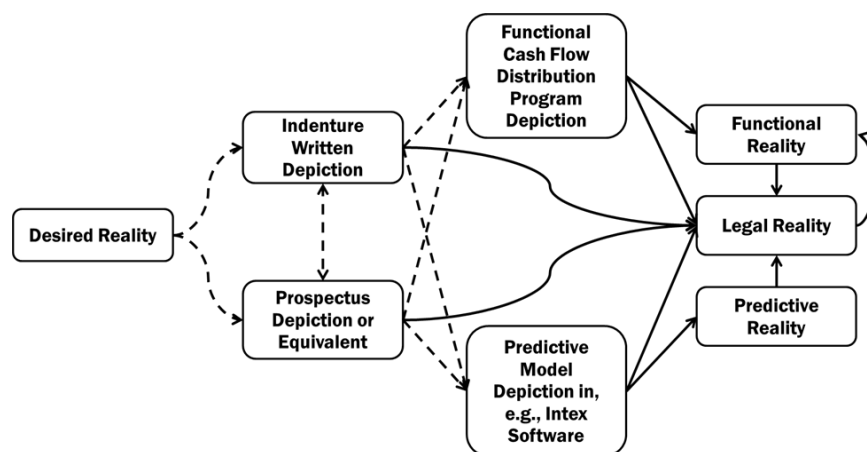 Desired Reality
Indenture
Written
Depiction
Prospectus
Depiction or
Equivalent
Functional
Cash Flow
Distribution
Program
Depiction
Predictive
Model
Depiction in,
e.g., Intex
Software
Functional
Reality
Legal Reality
Predictive
Reality